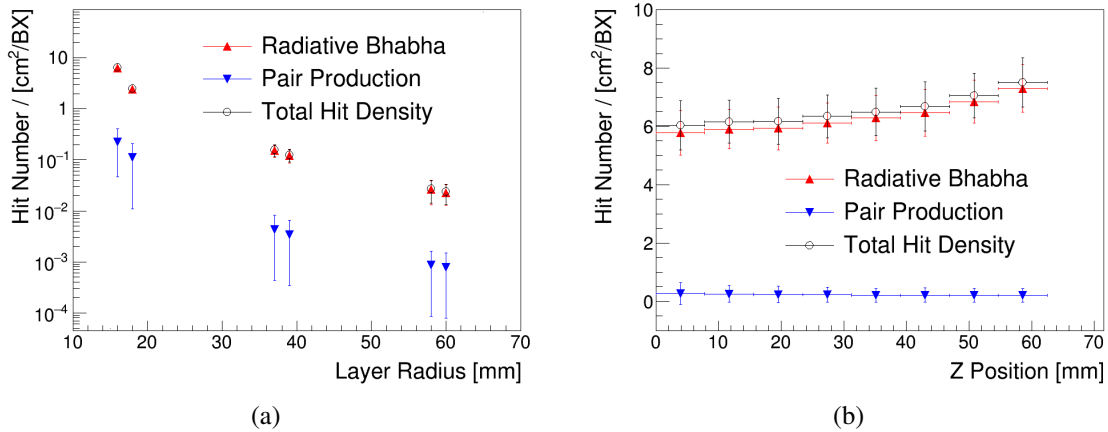 Hit Number / [cm²/BX]
10
1
10⁻¹
10⁻²
10⁻³
10⁻⁴
Radiative Bhabha
Pair Production
Total Hit Density
10 20 30 40 50 60 70
Layer Radius [mm]
(a)
Hit Number / [cm²/BX]
10
8
6
4
2
0
Radiative Bhabha
Pair Production
Total Hit Density
0 10 20 30 40 50 60 70
Z Position [mm]
(b)